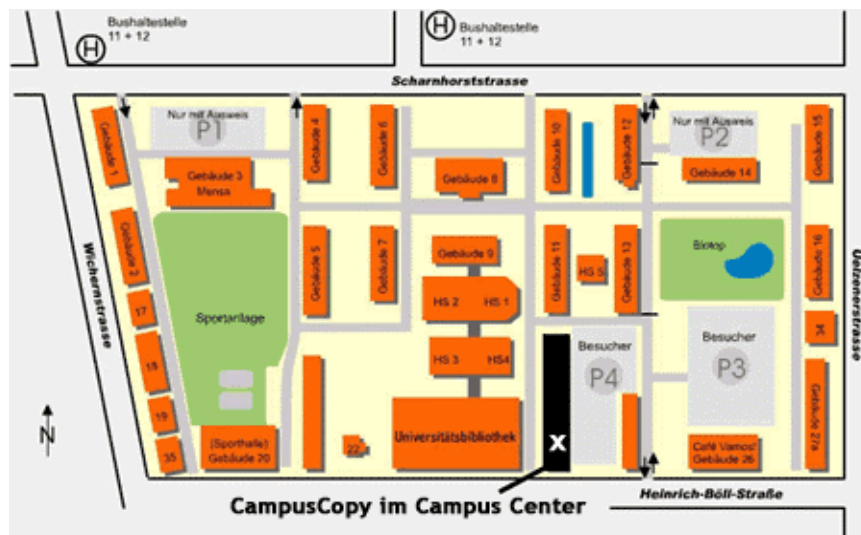 Bushaltestelle
11 + 12
H
Bushaltestelle
11 + 12
H
Scharnhorststrasse
Nur mit Ausweis
P1
Gebäude 1
Gebäude 3
Mensa
Gebäude 4
Gebäude 6
Gebäude 8
Gebäude 10
Gebäude 12
Nur mit Ausweis
P2
Gebäude 14
Gebäude 15
Wichernstrasse
Gebäude 2
17
18
19
35
Sportanlage
Gebäude 5
Gebäude 7
Gebäude 9
HS 2
HS 1
HS 3
HS4
Gebäude 11
HS 5
Gebäude 13
Biotop
Gebäude 16
Uelzenerstrasse
34
Besucher
P4
Besucher
P3
Gebäude 27a
N
(Sporthalle)
Gebäude 20
22
Universitätsbibliothek
X
Café Vamos!
Gebäude 26
CampusCopy im Campus Center
Heinrich-Böll-Straße